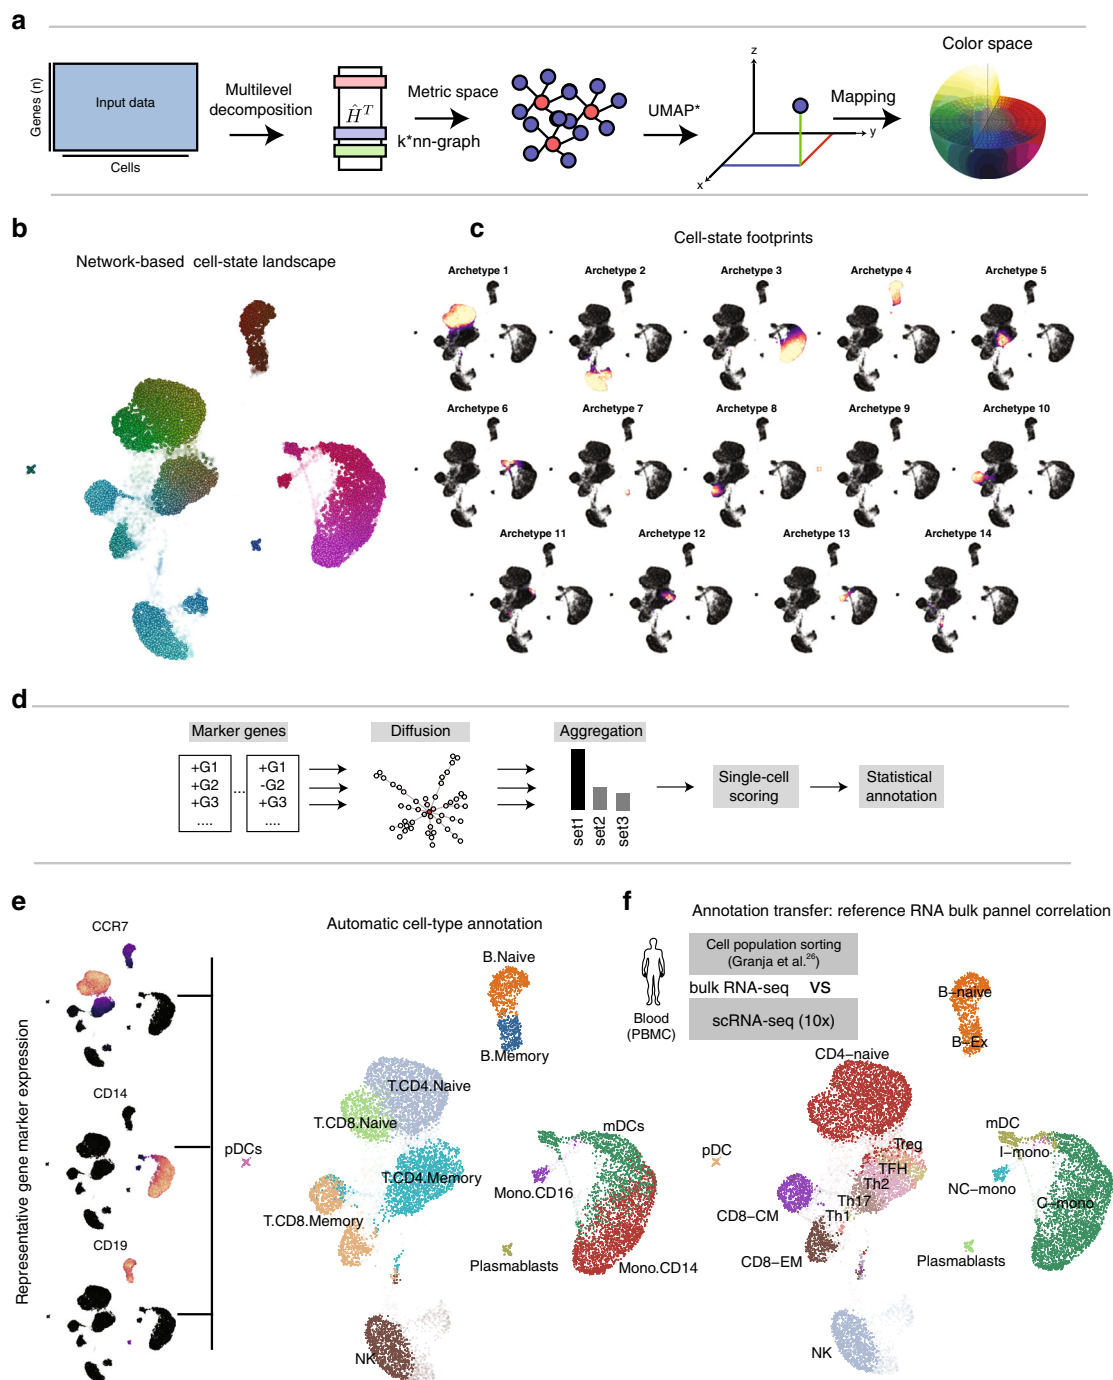 a
Genes (n)
Input data
Cells
Multilevel
decomposition
Ĥ^T
Metric space
k*nn-graph
UMAP*
z
y
x
Mapping
Color space
b
Network-based cell-state landscape
c
Cell-state footprints
Archetype 1
Archetype 2
Archetype 3
Archetype 4
Archetype 5
Archetype 6
Archetype 7
Archetype 8
Archetype 9
Archetype 10
Archetype 11
Archetype 12
Archetype 13
Archetype 14
d
Marker genes
+G1
+G2
+G3
....
...
+G1
-G2
+G3
....
Diffusion
Aggregation
set1
set2
set3
Single-cell
scoring
Statistical
annotation
e
Representative gene marker expression
CCR7
CD14
CD19
Automatic cell-type annotation
B.Naive
B.Memory
T.CD4.Naive
T.CD8.Naive
mDCs
pDCs
T.CD4.Memory
Mono.CD16
T.CD8.Memory
Plasmablasts
Mono.CD14
NK
f
Annotation transfer: reference RNA bulk pannel correlation
Cell population sorting
(Granja et al.26)
bulk RNA-seq VS
scRNA-seq (10x)
Blood
(PBMC)
B-naive
B-Ex
CD4-naive
mDC
I-mono
Treg
pDC
TFH
Th2
NC-mono
C-mono
Th17
CD8-CM
Th1
CD8-EM
Plasmablasts
NK